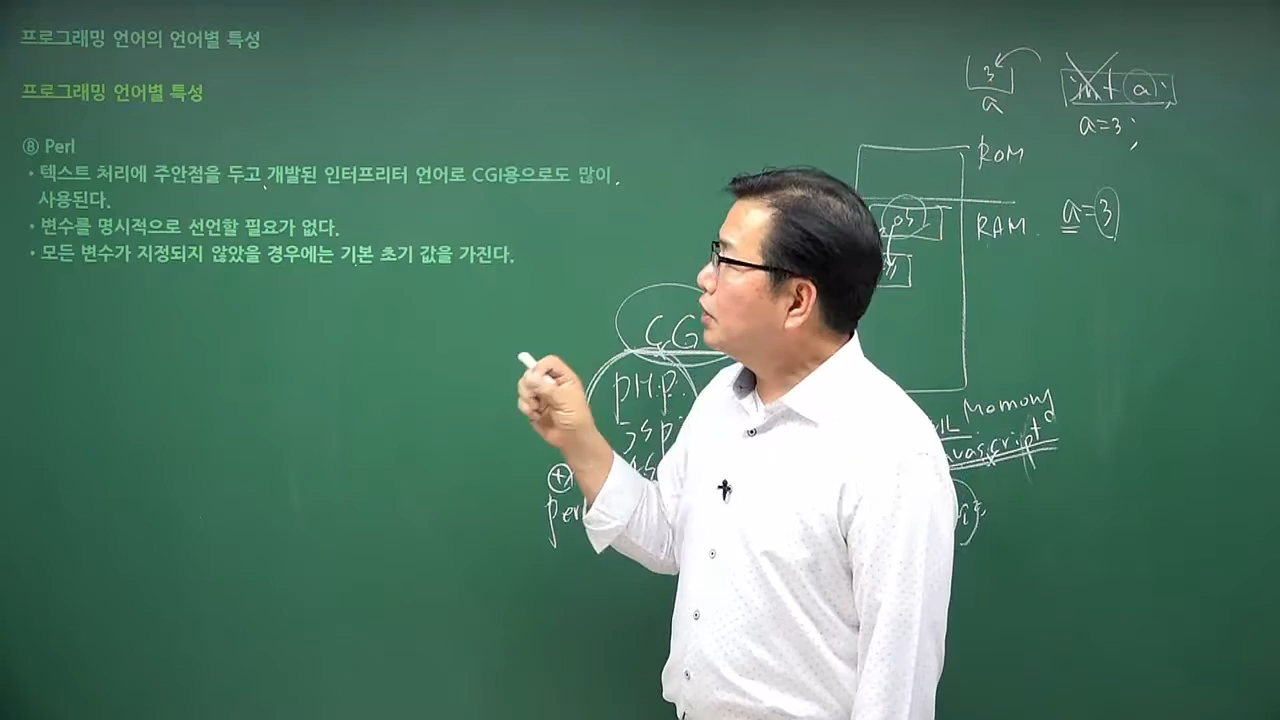 프로그래밍 언어의 언어별 특성
프로그래밍 언어별 특성
⑧ Perl
• 텍스트 처리에 주안점을 두고 개발된 인터프리터 언어로 CGI용으로도 많이
사용된다.
• 변수를 명시적으로 선언할 필요가 없다.
• 모든 변수가 지정되지 않았을 경우에는 기본 초기 값을 가진다.
3
a
int a;
a=3;
ROM
RAM
a=3
CG
PHP
Momory